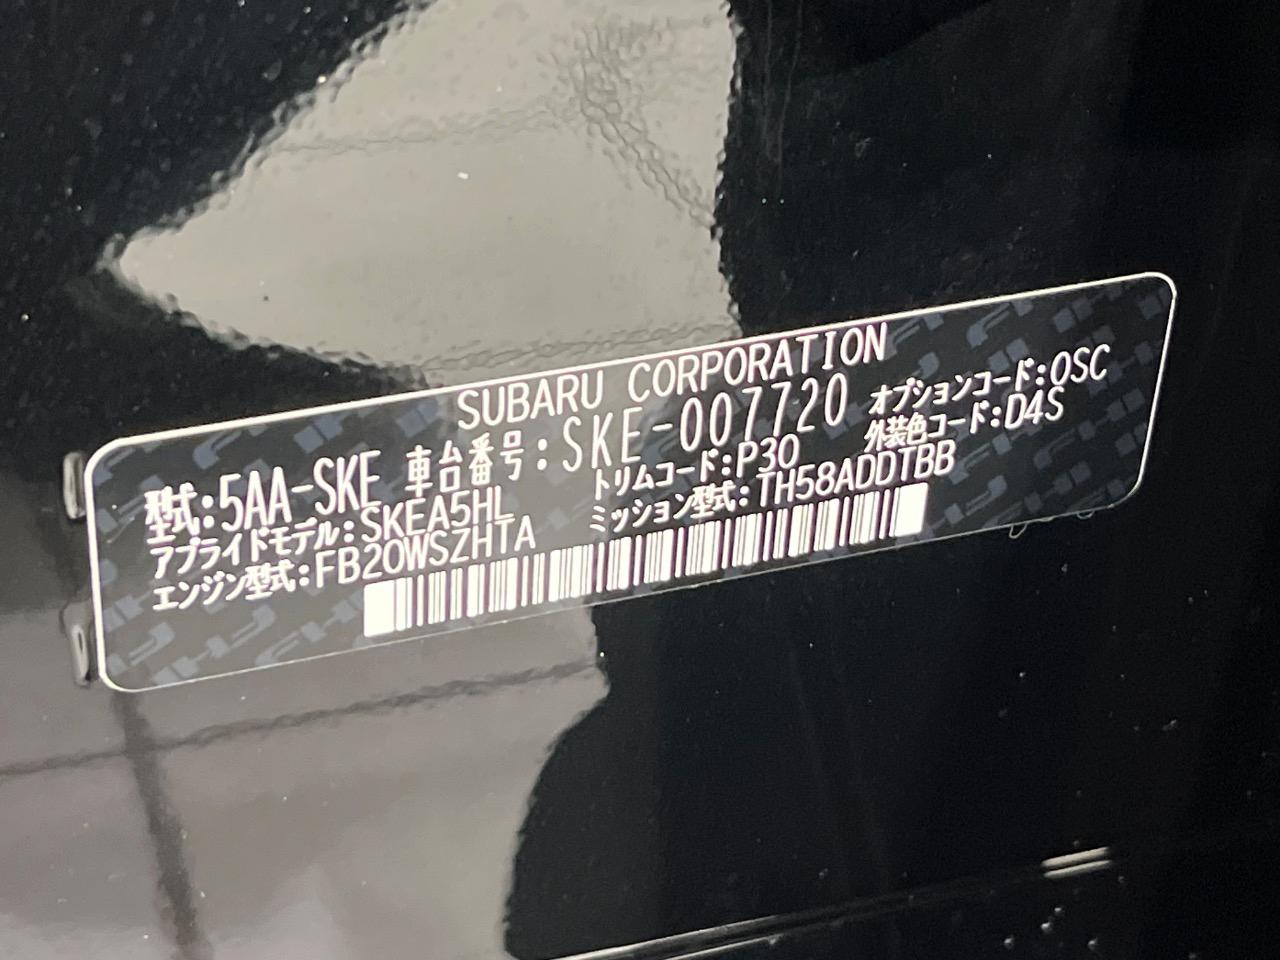 SUBARU CORPORATION
型式:5AA-SKE 車台番号:SKE-007720 オプションコード:OSC
アプライドモデル:SKEA5HL トリムコード:P30 外装色コード:D4S
エンジン型式:FB20WSZHTA ミッション型式:TH58ADDTBB